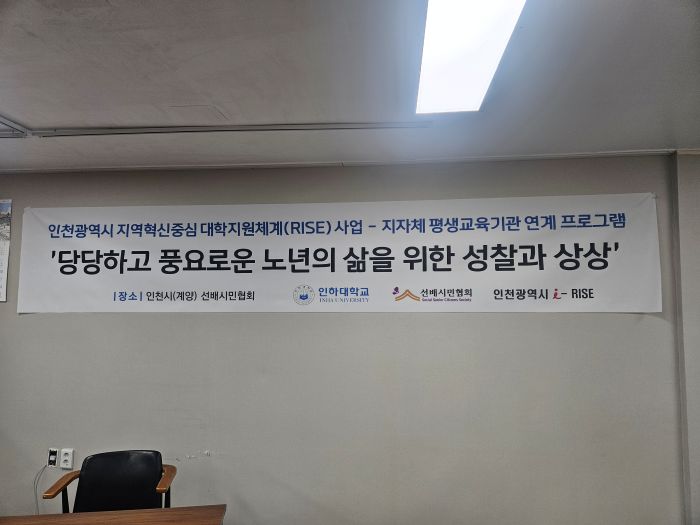 인천광역시 지역혁신중심 대학지원체계(RISE) 사업 - 지자체 평생교육기관 연계 프로그램
'당당하고 풍요로운 노년의 삶을 위한 성찰과 상상'
|장소| 인천시(계양) 선배시민협회
인하대학교
INHA UNIVERSITY
선배시민협회
Social Senior Citizens Society
인천광역시 i- RISE